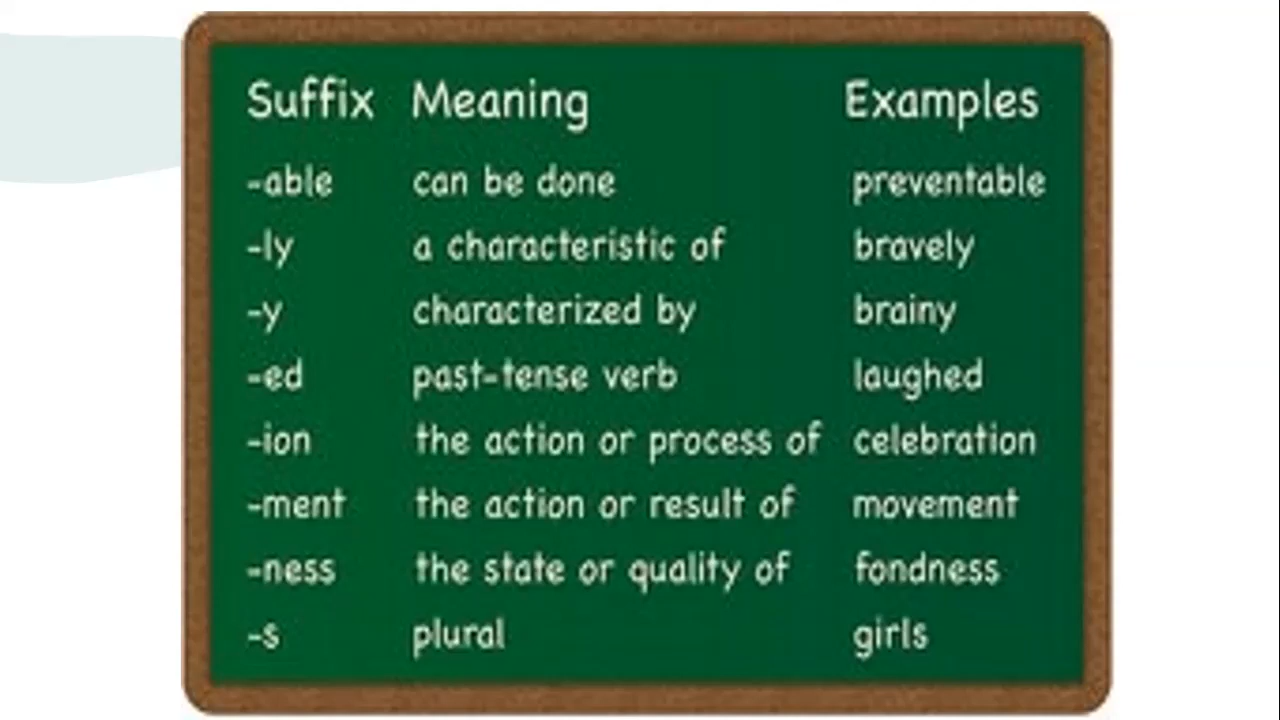 Suffix Meaning Examples
-able can be done preventable
-ly a characteristic of bravely
-y characterized by brainy
-ed past-tense verb laughed
-ion the action or process of celebration
-ment the action or result of movement
-ness the state or quality of fondness
-s plural girls